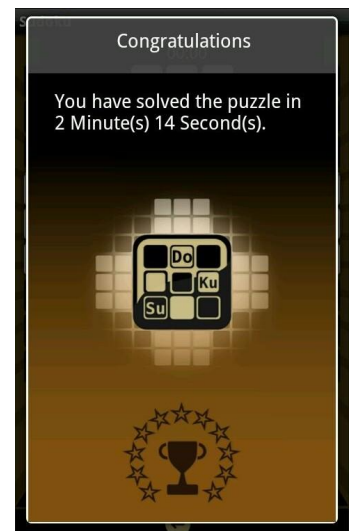 Congratulations
You have solved the puzzle in
2 Minute(s) 14 Second(s).
Do
Ku
Su